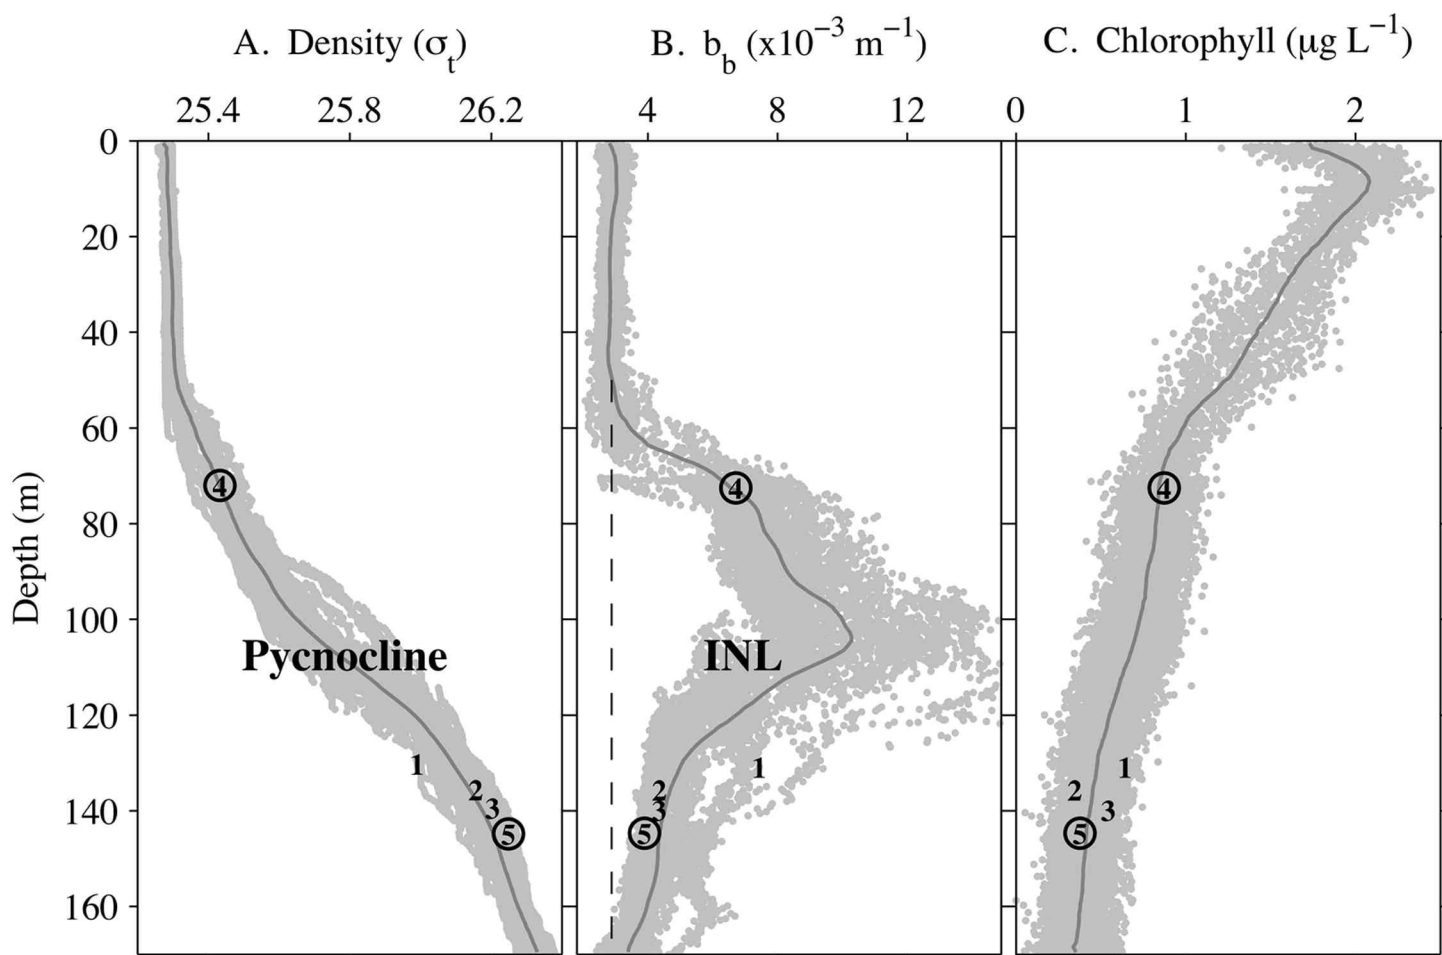 A. Density (σt)
B. bb (x10−3 m−1)
C. Chlorophyll (μg L−1)
25.4 25.8 26.2
4 8 12
0 1 2
0
20
40
60
80
100
120
140
160
Depth (m)
4
Pycnocline
1
2
3
5
4
INL
1
2
3
5
4
1
2
3
5